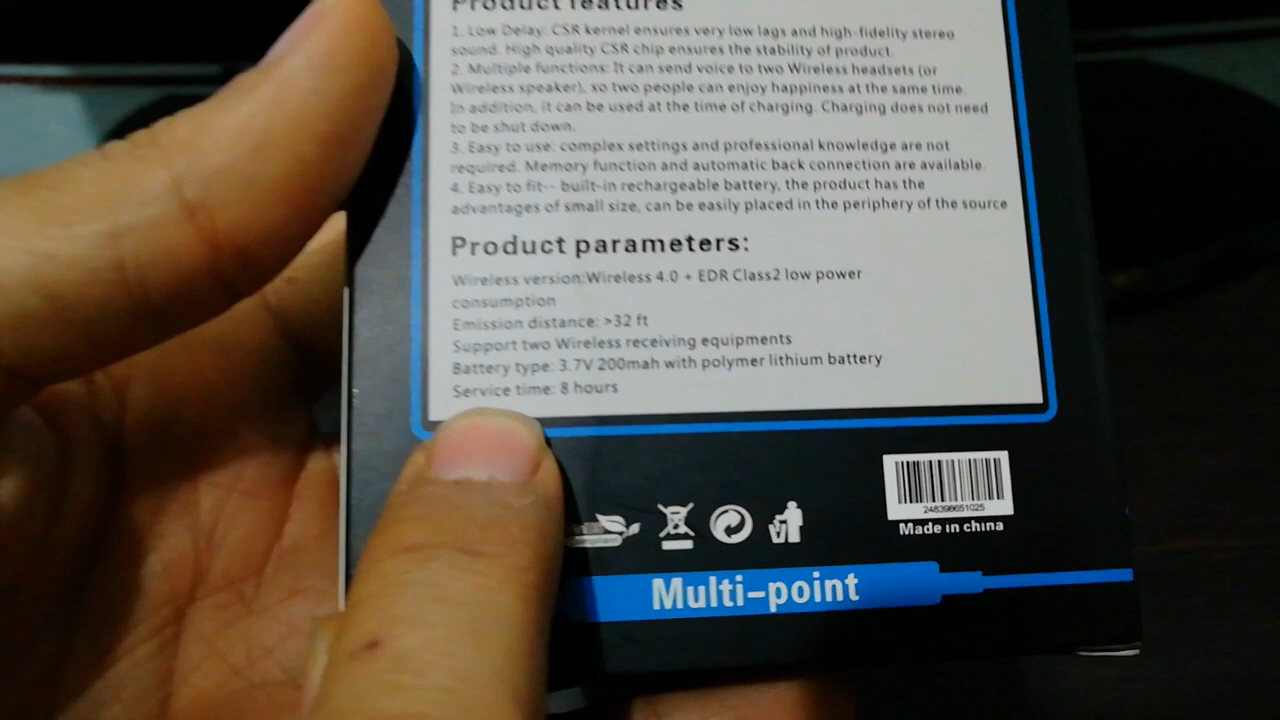 Product features
1. Low Delay: CSR kernel ensures very low lags and high-fidelity stereo
sound. High quality CSR chip ensures the stability of product.
2. Multiple functions: It can send voice to two Wireless headsets (or
Wireless speaker), so two people can enjoy happiness at the same time.
In addition, it can be used at the time of charging. Charging does not need
to be shut down.
3. Easy to use: complex settings and professional knowledge are not
required. Memory function and automatic back connection are available.
4. Easy to fit-- built-in rechargeable battery, the product has the
advantages of small size, can be easily placed in the periphery of the source
Product parameters:
Wireless version:Wireless 4.0 + EDR Class2 low power
consumption
Emission distance: >32 ft
Support two Wireless receiving equipments
Battery type: 3.7V 200mah with polymer lithium battery
Service time: 8 hours
248398651025
Made in china
Multi-point